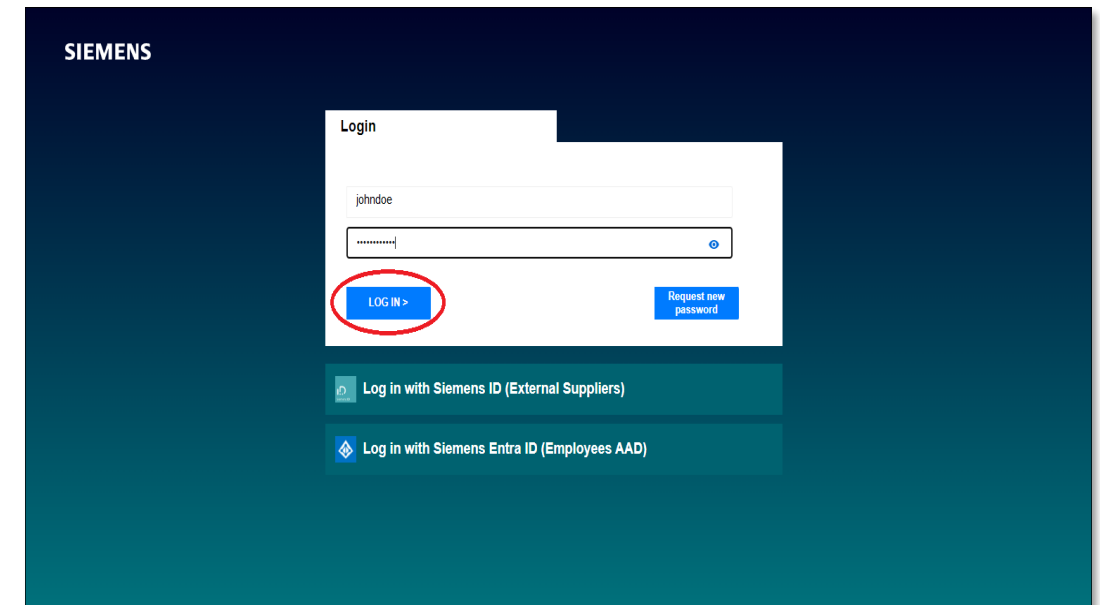 SIEMENS
Login
johndoe
••••••••••••
LOG IN >
Request new
password
Log in with Siemens ID (External Suppliers)
Log in with Siemens Entra ID (Employees AAD)